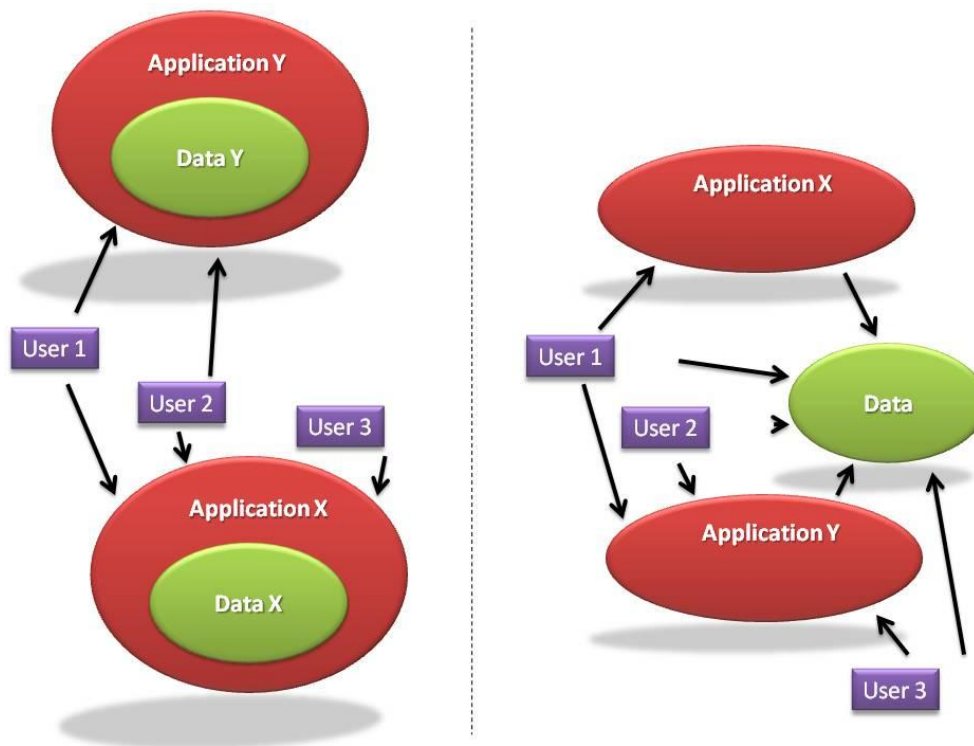 Application Y
Data Y
User 1
User 2
User 3
Application X
Data X
Application X
User 1
Data
User 2
Application Y
User 3